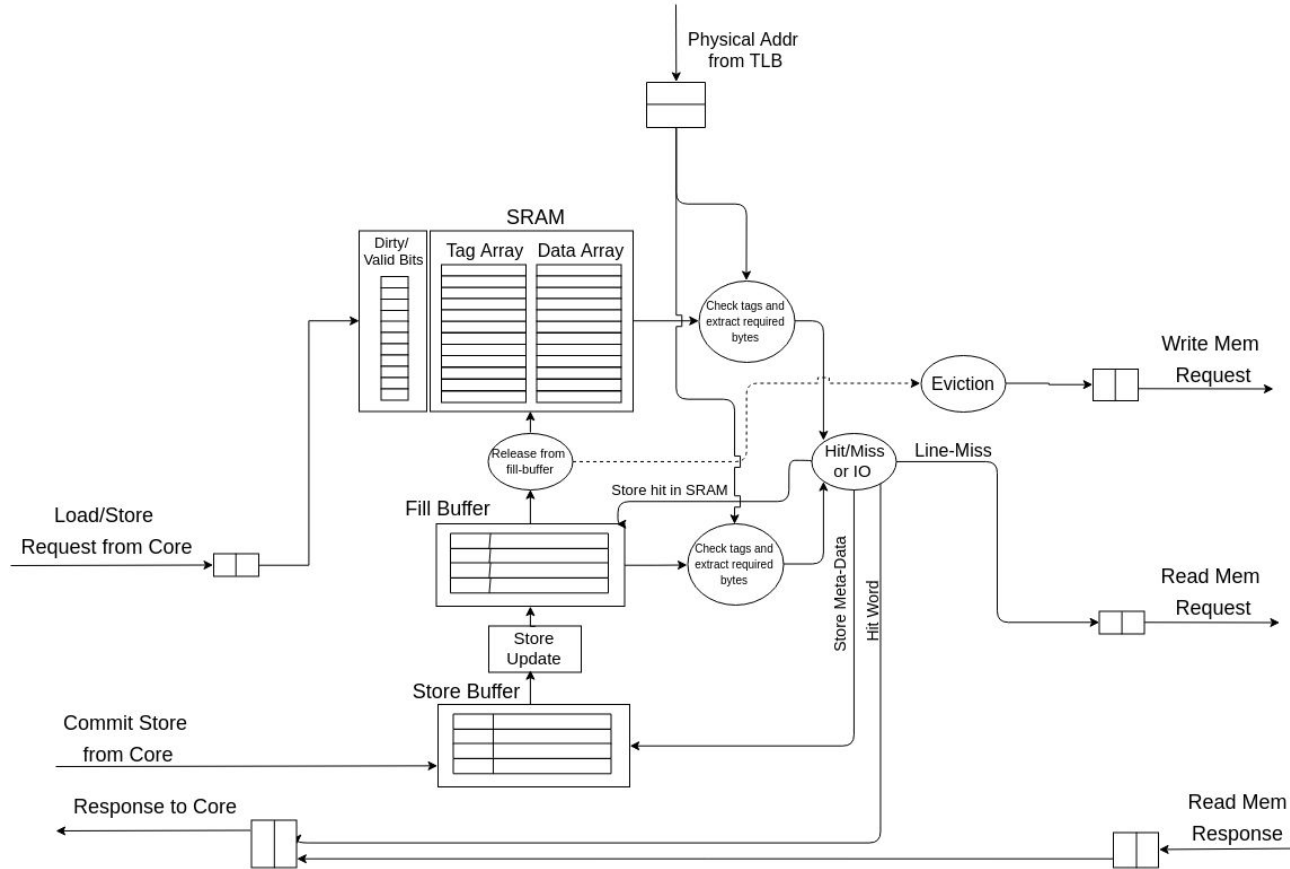 Physical Addr
from TLB
SRAM
Dirty/
Valid Bits
Tag Array
Data Array
Check tags and
extract required
bytes
Write Mem
Request
Eviction
Release from
fill-buffer
Hit/Miss
or IO
Line-Miss
Store hit in SRAM
Load/Store
Request from Core
Fill Buffer
Check tags and
extract required
bytes
Store Meta-Data
Hit Word
Read Mem
Request
Store
Update
Store Buffer
Commit Store
from Core
Response to Core
Read Mem
Response